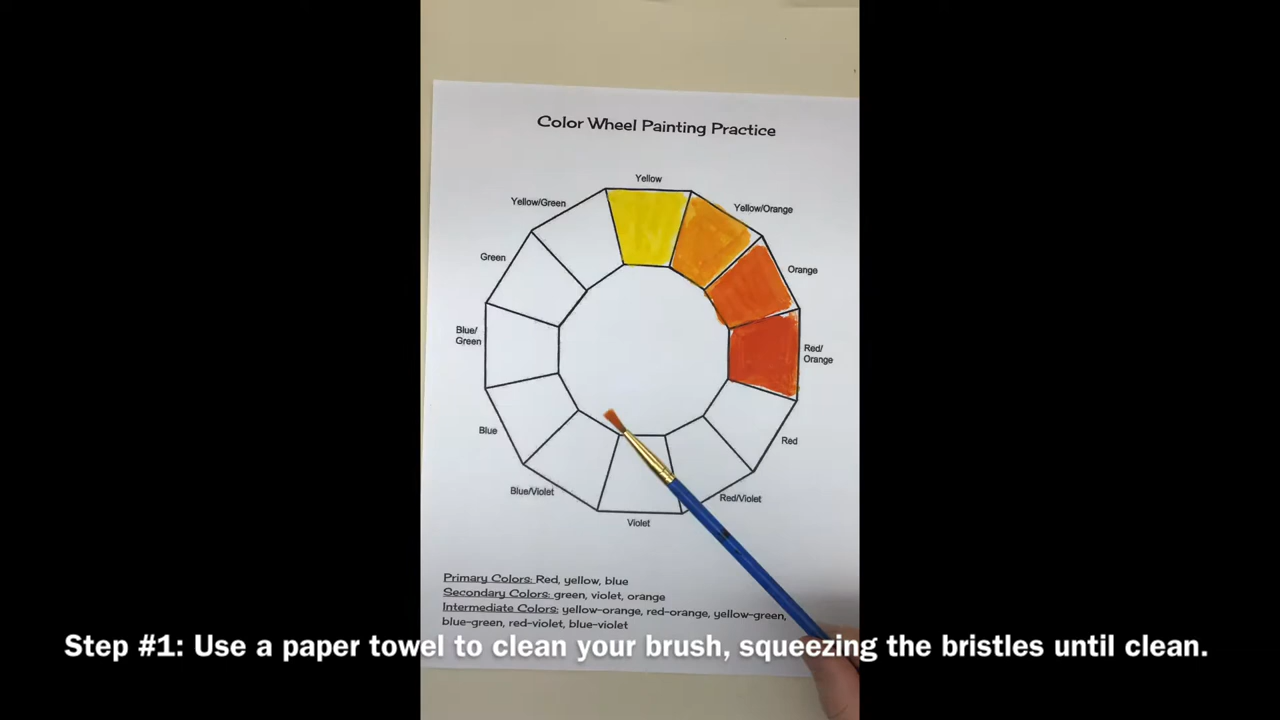 Color Wheel Painting Practice
Yellow
Yellow/Green
Yellow/Orange
Green
Orange
Blue/
Green
Red/
Orange
Blue
Red
Blue/Violet
Red/Violet
Violet
Primary Colors: Red, yellow, blue
Secondary Colors: green, violet, orange
Intermediate Colors: yellow-orange, red-orange, yellow-green,
blue-green, red-violet, blue-violet
Step #1: Use a paper towel to clean your brush, squeezing the bristles until clean.